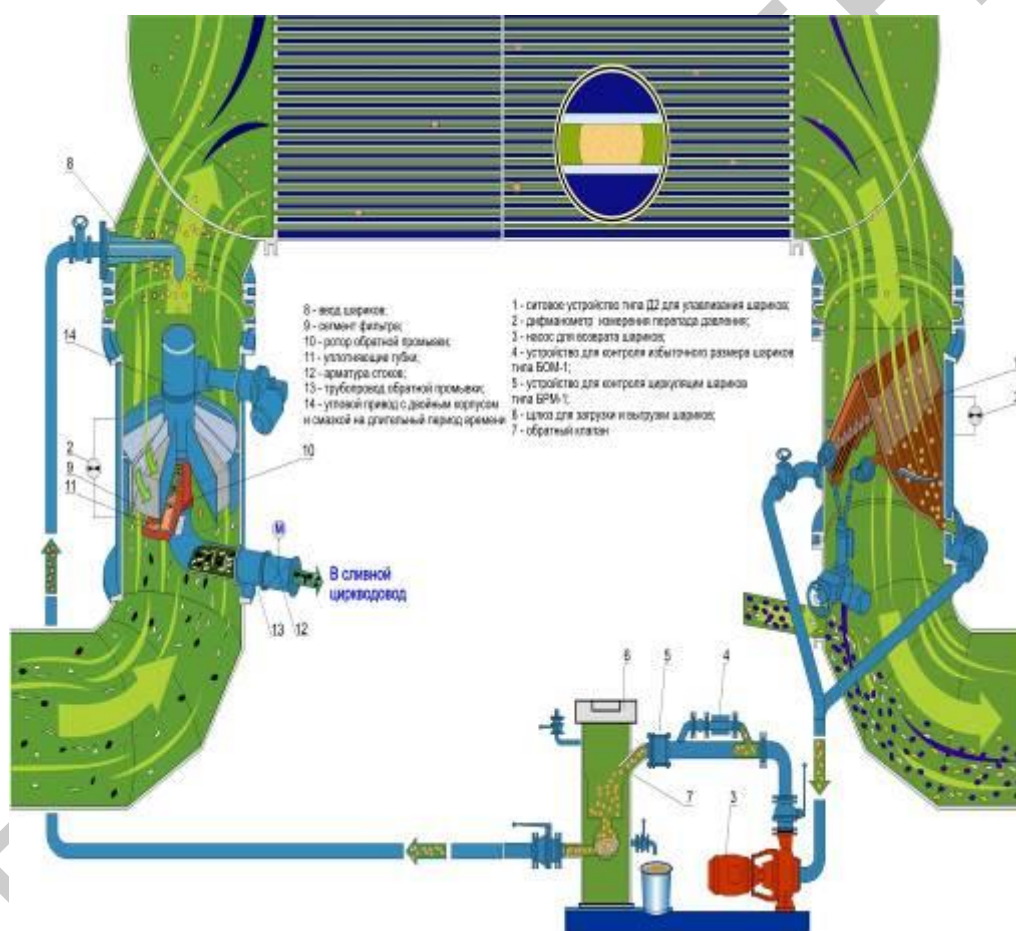 8
8 - ввод шариков;
9 - сегмент фильтра;
10 - ротор обратной промывки;
11 - уплотняющие губки;
12 - арматура стоков;
13 - трубопровод обратной промывки;
14 - угловой привод с двойным корпусом
и смазкой на длительный период времени
1 - ситовое устройство типа Д2 для улавливания шариков;
2 - дифманометр измерения перепада давления;
3 - насос для возврата шариков;
4 - устройство для контроля избыточного размера шариков
типа БОМ-1;
5 - устройство для контроля циркуляции шариков
типа БРМ-1;
6 - шлюз для загрузки и выгрузки шариков;
7 - обратный клапан
14
2
9
11
10
M
В сливной
циркводовод
13
12
2
6
5
4
7
3